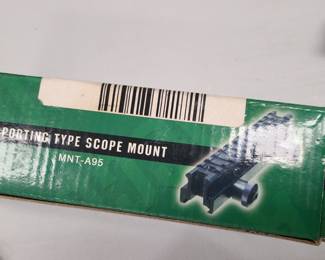 PORTING TYPE SCOPE MOUNT
MNT-A95